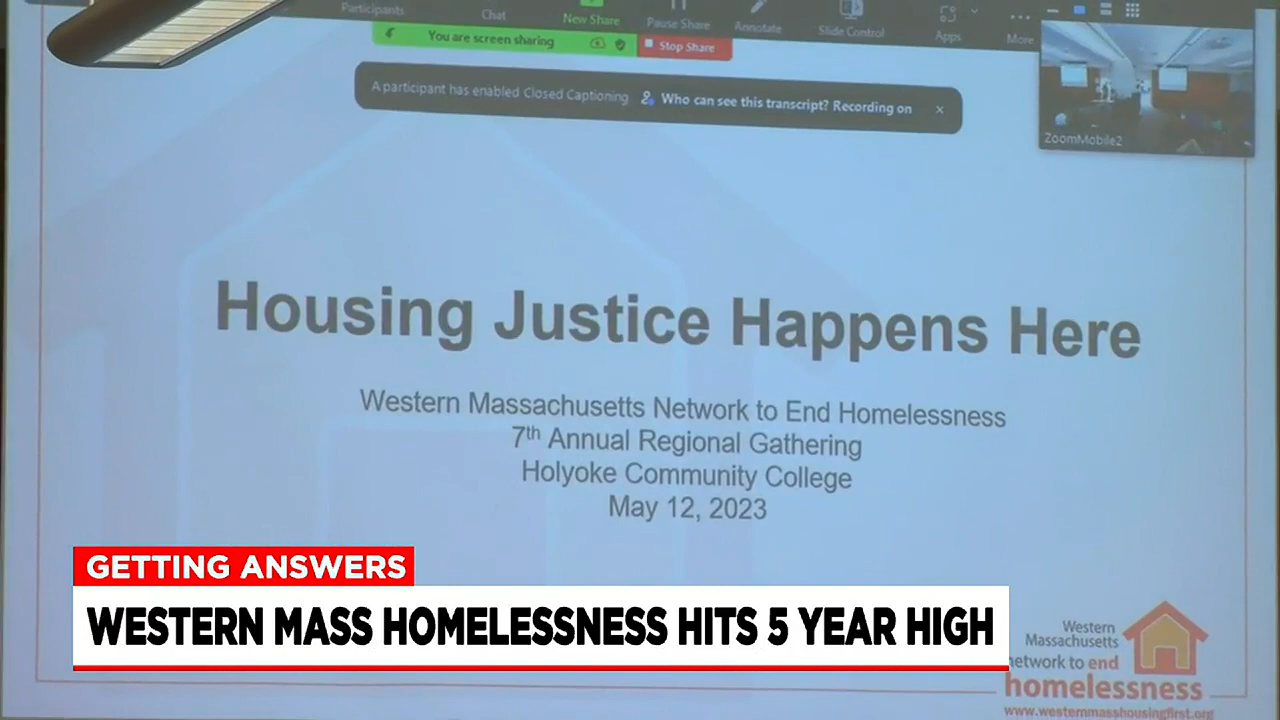 Participants
Chat
New Share
Pause Share
Annotate
Slide Control
Apps
More
You are screen sharing
Stop Share
A participant has enabled Closed Captioning
Who can see this transcript? Recording on
×
ZoomMobile2
Housing Justice Happens Here
Western Massachusetts Network to End Homelessness
7th Annual Regional Gathering
Holyoke Community College
May 12, 2023
GETTING ANSWERS
WESTERN MASS HOMELESSNESS HITS 5 YEAR HIGH
Western
Massachusetts
network to end
homelessness
www.westernmasshousingfirst.org